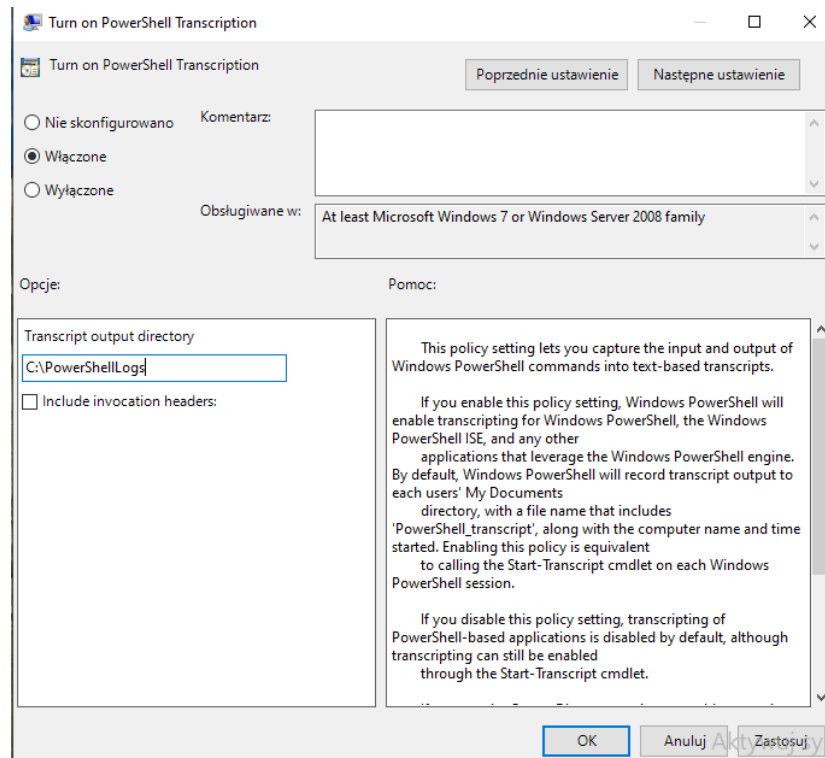 Turn on PowerShell Transcription
Turn on PowerShell Transcription
Poprzednie ustawienie
Następne ustawienie
Nie skonfigurowano
Komentarz:
Włączone
Wyłączone
Obsługiwane w:
At least Microsoft Windows 7 or Windows Server 2008 family
Opcje:
Pomoc:
Transcript output directory
C:\PowerShellLogs
Include invocation headers:
This policy setting lets you capture the input and output of
Windows PowerShell commands into text-based transcripts.
If you enable this policy setting, Windows PowerShell will
enable transcripting for Windows PowerShell, the Windows
PowerShell ISE, and any other
applications that leverage the Windows PowerShell engine.
By default, Windows PowerShell will record transcript output to
each users' My Documents
directory, with a file name that includes
'PowerShell_transcript', along with the computer name and time
started. Enabling this policy is equivalent
to calling the Start-Transcript cmdlet on each Windows
PowerShell session.
If you disable this policy setting, transcripting of
PowerShell-based applications is disabled by default, although
transcripting can still be enabled
through the Start-Transcript cmdlet.
OK
Anuluj
Zastosuj